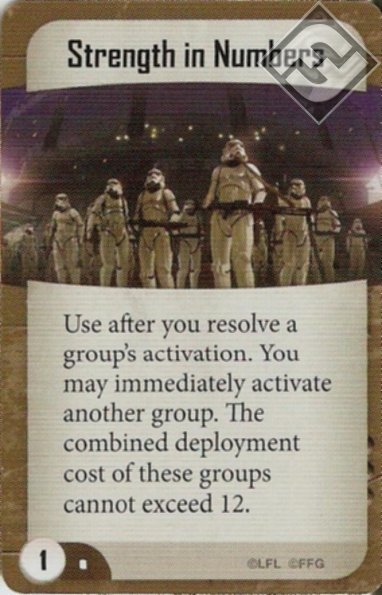 Strength in Numbers
Use after you resolve a
group's activation. You
may immediately activate
another group. The
combined deployment
cost of these groups
cannot exceed 12.
1
©LFL ©FFG